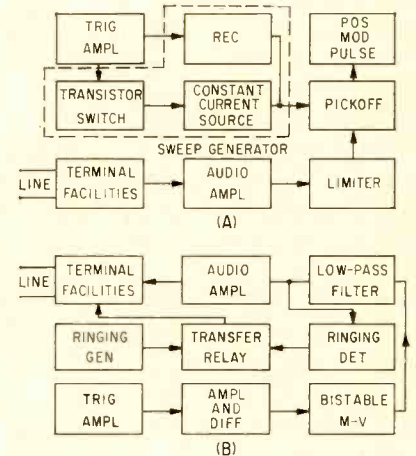 TRIG AMPL
REC
POS MOD PULSE
TRANSISTOR SWITCH
CONSTANT CURRENT SOURCE
PICKOFF
SWEEP GENERATOR
LINE
TERMINAL FACILITIES
AUDIO AMPL
LIMITER
(A)
LINE
TERMINAL FACILITIES
AUDIO AMPL
LOW-PASS FILTER
RINGING GEN
TRANSFER RELAY
RINGING DET
TRIG AMPL
AMPL AND DIFF
BISTABLE M-V
(B)